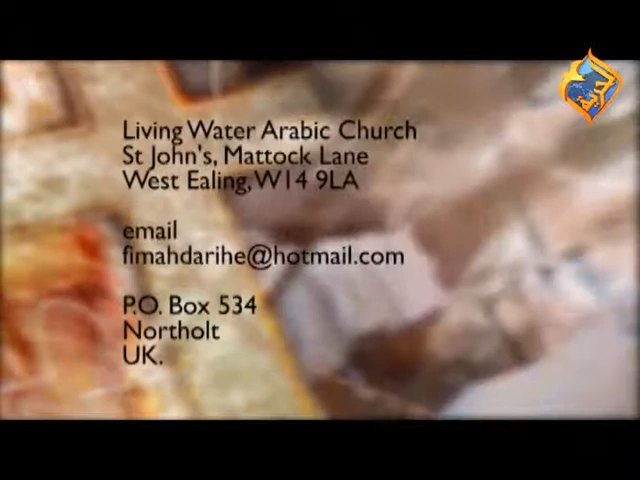 Living Water Arabic Church
St John's, Mattock Lane
West Ealing, W14 9LA
email
fimahdarihe@hotmail.com
P.O. Box 534
Northolt
UK.